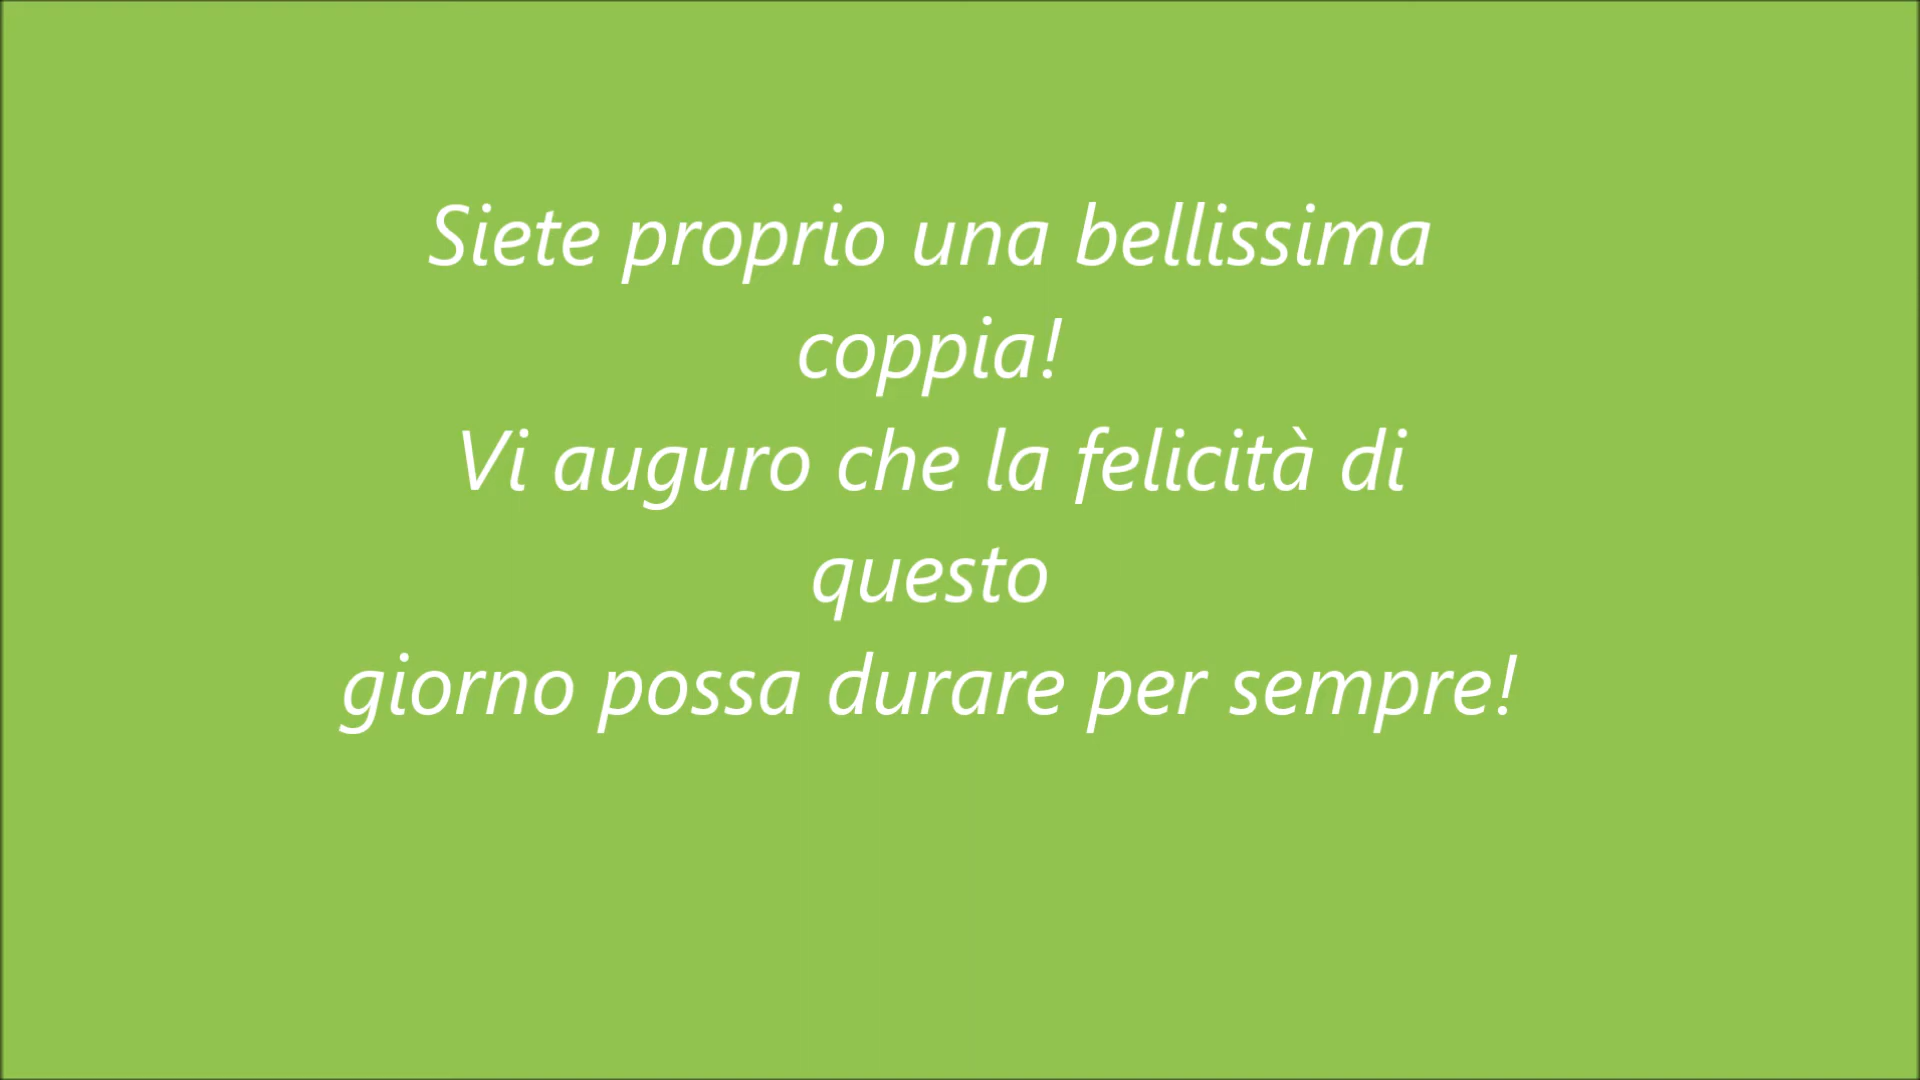 Siete proprio una bellissima
coppia!
Vi auguro che la felicità di
questo
giorno possa durare per sempre!